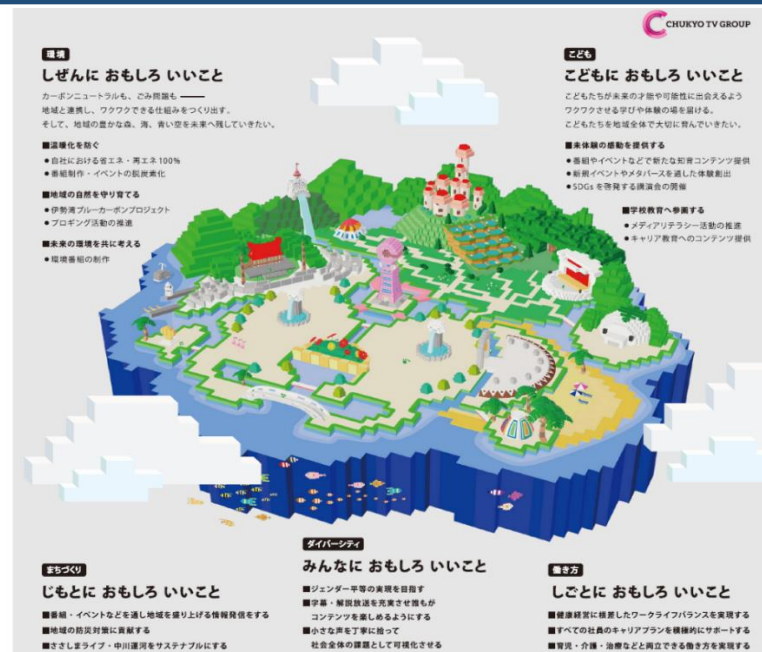 CHUKYO TV GROUP
環境
しぜんに おもしろ いいこと
カーボンニュートラルも、ごみ問題も ――
地域と連携し、ワクワクできる仕組みをつくり出す。
そして、地域の豊かな森、海、青い空を未来へ残していきたい。
■温暖化を防ぐ
●自社における省エネ・再エネ100%
●番組制作・イベントの脱炭素化
■地域の自然を守り育てる
●伊勢湾ブルーカーボンプロジェクト
●プロギング活動の推進
■未来の環境を共に考える
●環境番組の制作
こども
こどもに おもしろ いいこと
こどもたちが未来の才能や可能性に出会えるよう
ワクワクさせる学びや体験の場を届ける。
こどもたちを地域全体で大切に育んでいきたい。
■未体験の感動を提供する
●番組やイベントなどで新たな知育コンテンツ提供
●新規イベントやメタバースを通した体験創出
●SDGsを啓発する講演会の開催
■学校教育へ参画する
●メディアリテラシー活動の推進
●キャリア教育へのコンテンツ提供
まちづくり
じもとに おもしろ いいこと
■番組・イベントなどを通し地域を盛り上げる情報発信をする
■地域の防災対策に貢献する
■ささしまライブ・中川運河をサステナブルにする
ダイバーシティ
みんなに おもしろ いいこと
■ジェンダー平等の実現を目指す
■字幕・解説放送を充実させ誰もが
コンテンツを楽しめるようにする
■小さな声を丁寧に拾って
社会全体の課題として可視化させる
働き方
しごとに おもしろ いいこと
■健康経営に根差したワークライフバランスを実現する
■すべての社員のキャリアプランを積極的にサポートする
■育児・介護・治療などと両立できる働き方を実現する